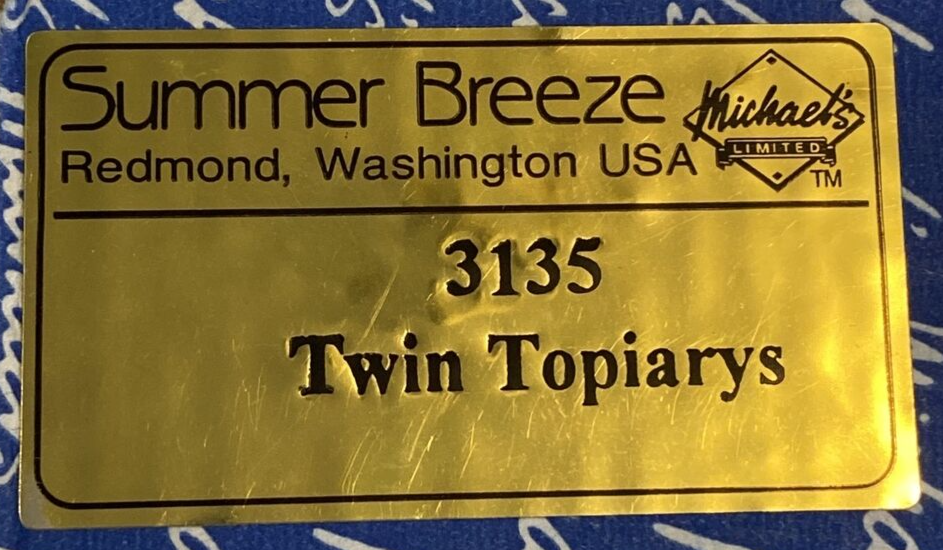 Summer Breeze
Michael's
LIMITED
TM
Redmond, Washington USA
3135
Twin Topiarys